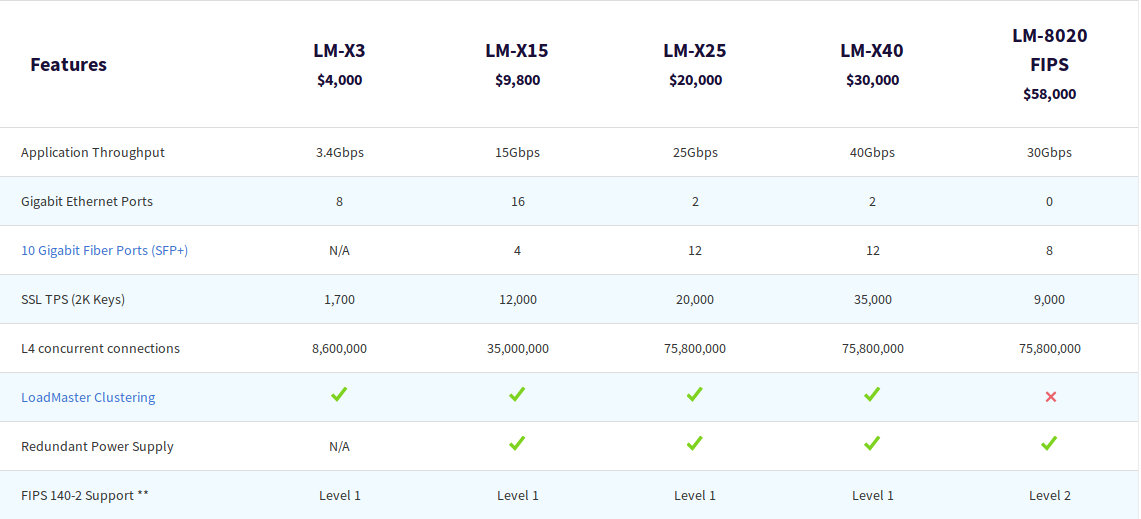 Features LM-X3 $4,000 LM-X15 $9,800 LM-X25 $20,000 LM-X40 $30,000 LM-8020 FIPS $58,000
Application Throughput 3.4Gbps 15Gbps 25Gbps 40Gbps 30Gbps
Gigabit Ethernet Ports 8 16 2 2 0
10 Gigabit Fiber Ports (SFP+) N/A 4 12 12 8
SSL TPS (2K Keys) 1,700 12,000 20,000 35,000 9,000
L4 concurrent connections 8,600,000 35,000,000 75,800,000 75,800,000 75,800,000
LoadMaster Clustering
Redundant Power Supply N/A
FIPS 140-2 Support ** Level 1 Level 1 Level 1 Level 1 Level 2